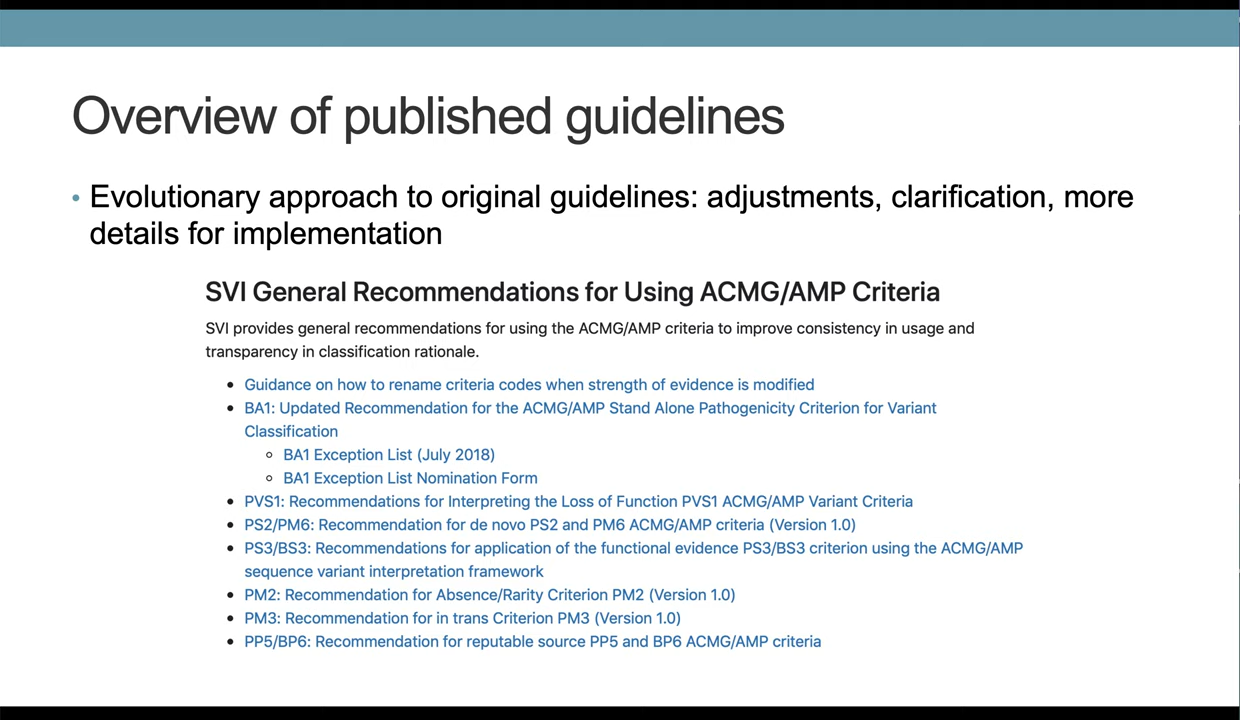 Overview of published guidelines
• Evolutionary approach to original guidelines: adjustments, clarification, more
details for implementation
SVI General Recommendations for Using ACMG/AMP Criteria
SVI provides general recommendations for using the ACMG/AMP criteria to improve consistency in usage and
transparency in classification rationale.
• Guidance on how to rename criteria codes when strength of evidence is modified
• BA1: Updated Recommendation for the ACMG/AMP Stand Alone Pathogenicity Criterion for Variant
Classification
◦ BA1 Exception List (July 2018)
◦ BA1 Exception List Nomination Form
• PVS1: Recommendations for Interpreting the Loss of Function PVS1 ACMG/AMP Variant Criteria
• PS2/PM6: Recommendation for de novo PS2 and PM6 ACMG/AMP criteria (Version 1.0)
• PS3/BS3: Recommendations for application of the functional evidence PS3/BS3 criterion using the ACMG/AMP
sequence variant interpretation framework
• PM2: Recommendation for Absence/Rarity Criterion PM2 (Version 1.0)
• PM3: Recommendation for in trans Criterion PM3 (Version 1.0)
• PP5/BP6: Recommendation for reputable source PP5 and BP6 ACMG/AMP criteria